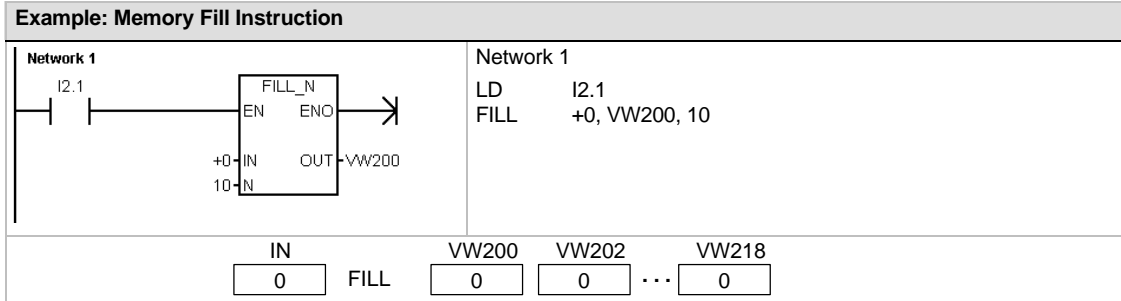 Example: Memory Fill Instruction
Network 1
I2.1
FILL_N
EN ENO
+0 IN OUT VW200
10 N
Network 1
LD I2.1
FILL +0, VW200, 10
IN VW200 VW202 VW218
0 FILL 0 0 ... 0